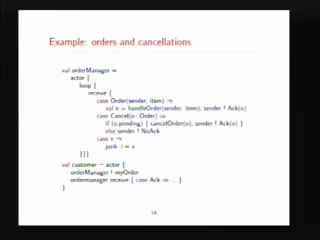 Example: orders and cancellations
val orderManager =
actor {
loop {
receive {
case Order(sender, item) ⇒
val o = handleOrder(sender, item); sender ! Ack(o)
case Cancel(o: Order) ⇒
if (o.pending) { cancelOrder(o); sender ! Ack(o) }
else sender ! NoAck
case x ⇒
junk += x
}}}
val customer = actor {
orderManager ! myOrder
ordermanager receive { case Ack ⇒ ... }
}